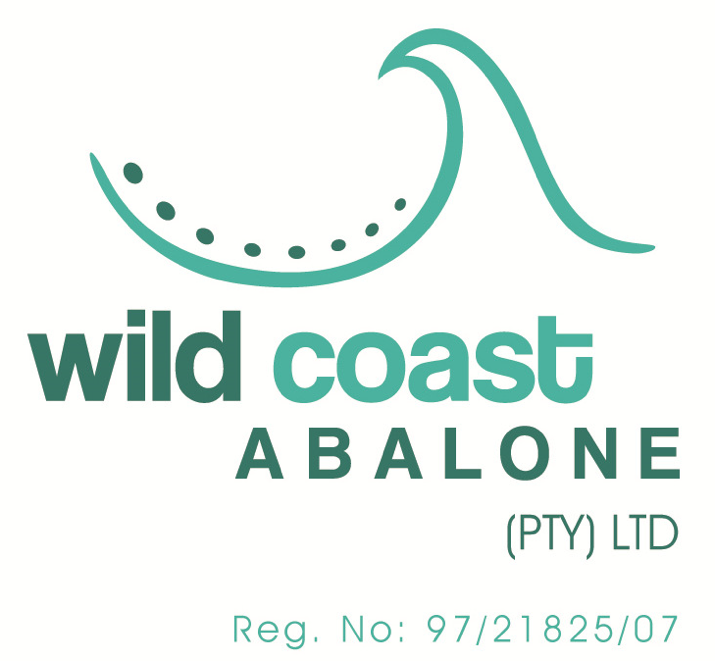 wild coast
ABALONE
(PTY) LTD
Reg. No: 97/21825/07